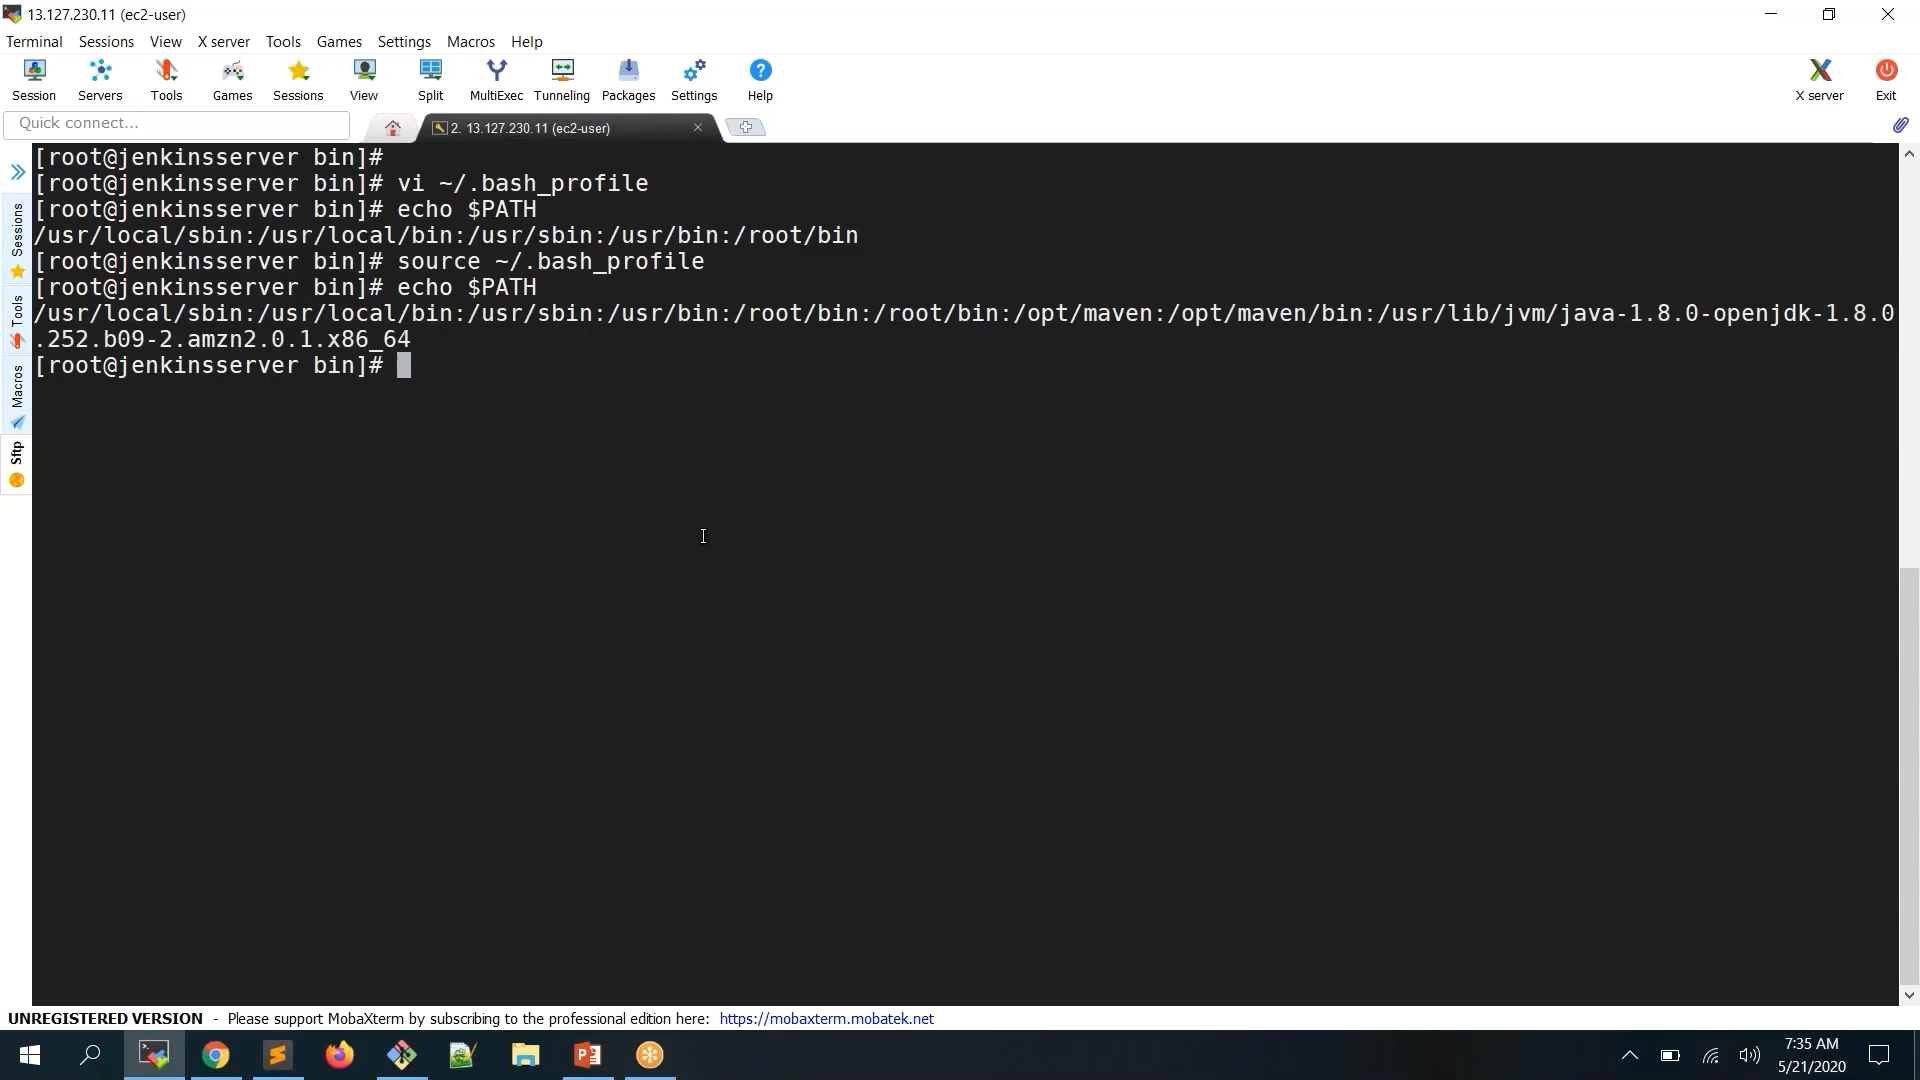 13.127.230.11 (ec2-user)
Terminal Sessions View X server Tools Games Settings Macros Help
Session Servers Tools Games Sessions View Split MultiExec Tunneling Packages Settings Help X server Exit
Quick connect...
2. 13.127.230.11 (ec2-user)
[root@jenkinsserver bin]#
[root@jenkinsserver bin]# vi ~/.bash_profile
[root@jenkinsserver bin]# echo $PATH
/usr/local/sbin:/usr/local/bin:/usr/sbin:/usr/bin:/root/bin
[root@jenkinsserver bin]# source ~/.bash_profile
[root@jenkinsserver bin]# echo $PATH
/usr/local/sbin:/usr/local/bin:/usr/sbin:/usr/bin:/root/bin:/root/bin:/opt/maven:/opt/maven/bin:/usr/lib/jvm/java-1.8.0-openjdk-1.8.0
.252.b09-2.amzn2.0.1.x86_64
[root@jenkinsserver bin]#
Sessions
Tools
Macros
Sftp
UNREGISTERED VERSION - Please support MobaXterm by subscribing to the professional edition here: https://mobaxterm.mobatek.net
7:35 AM
5/21/2020